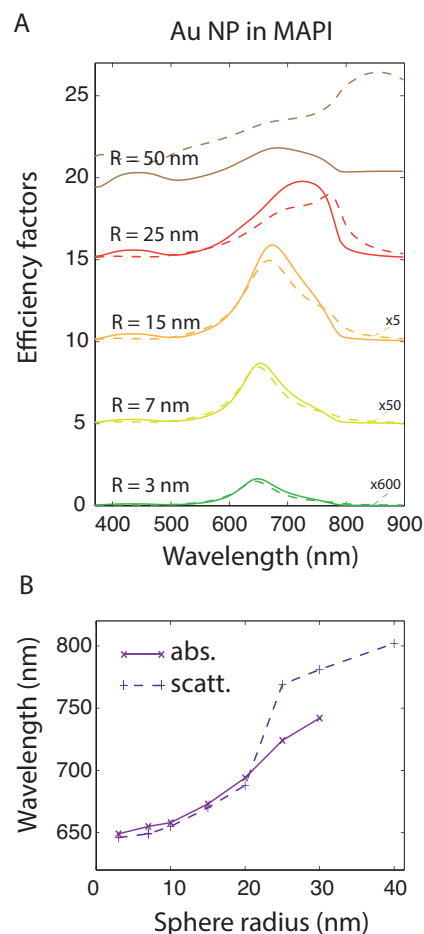 A
Au NP in MAPI
25
R = 50 nm
20
R = 25 nm
15
R = 15 nm
x5
10
R = 7 nm
x50
5
R = 3 nm
x600
0
400 500 600 700 800 900
Efficiency factors
Wavelength (nm)
B
800
abs.
scatt.
750
700
650
0 10 20 30 40
Wavelength (nm)
Sphere radius (nm)